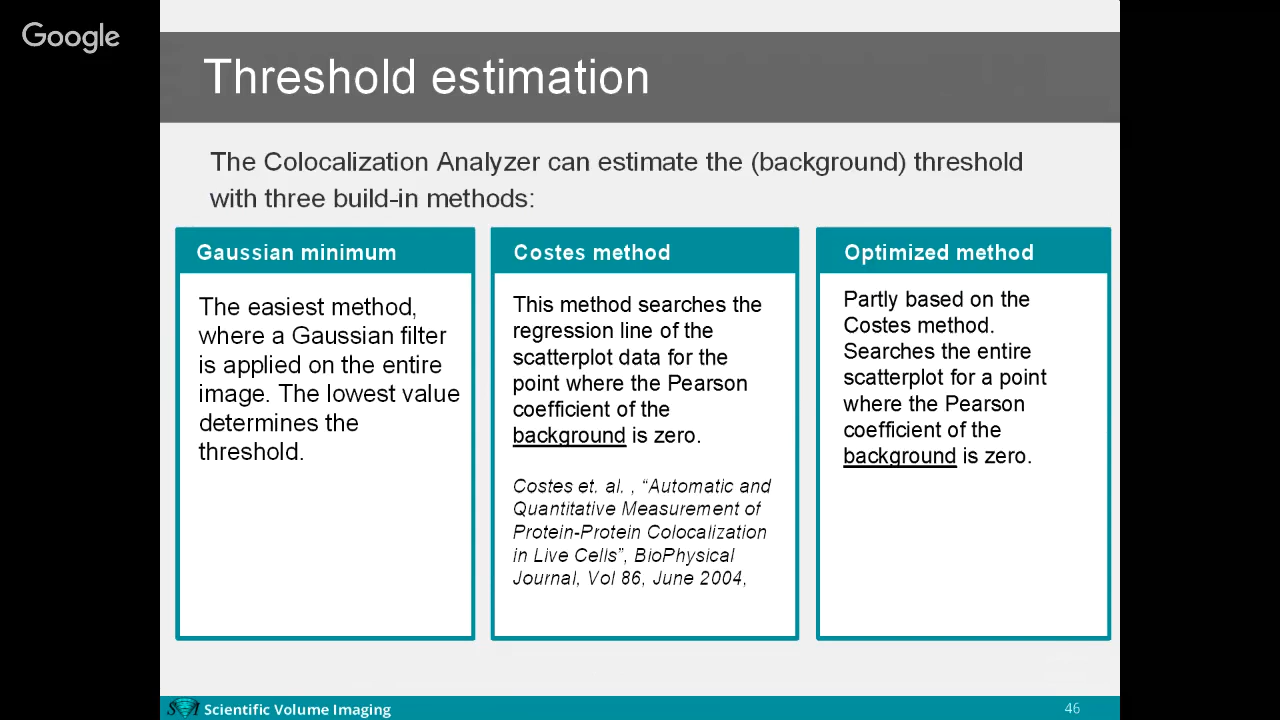 Google
Threshold estimation
The Colocalization Analyzer can estimate the (background) threshold
with three build-in methods:
Gaussian minimum
The easiest method,
where a Gaussian filter
is applied on the entire
image. The lowest value
determines the
threshold.
Costes method
This method searches the
regression line of the
scatterplot data for the
point where the Pearson
coefficient of the
background is zero.
Costes et. al. , “Automatic and
Quantitative Measurement of
Protein-Protein Colocalization
in Live Cells”, BioPhysical
Journal, Vol 86, June 2004,
Optimized method
Partly based on the
Costes method.
Searches the entire
scatterplot for a point
where the Pearson
coefficient of the
background is zero.
SVI Scientific Volume Imaging
46